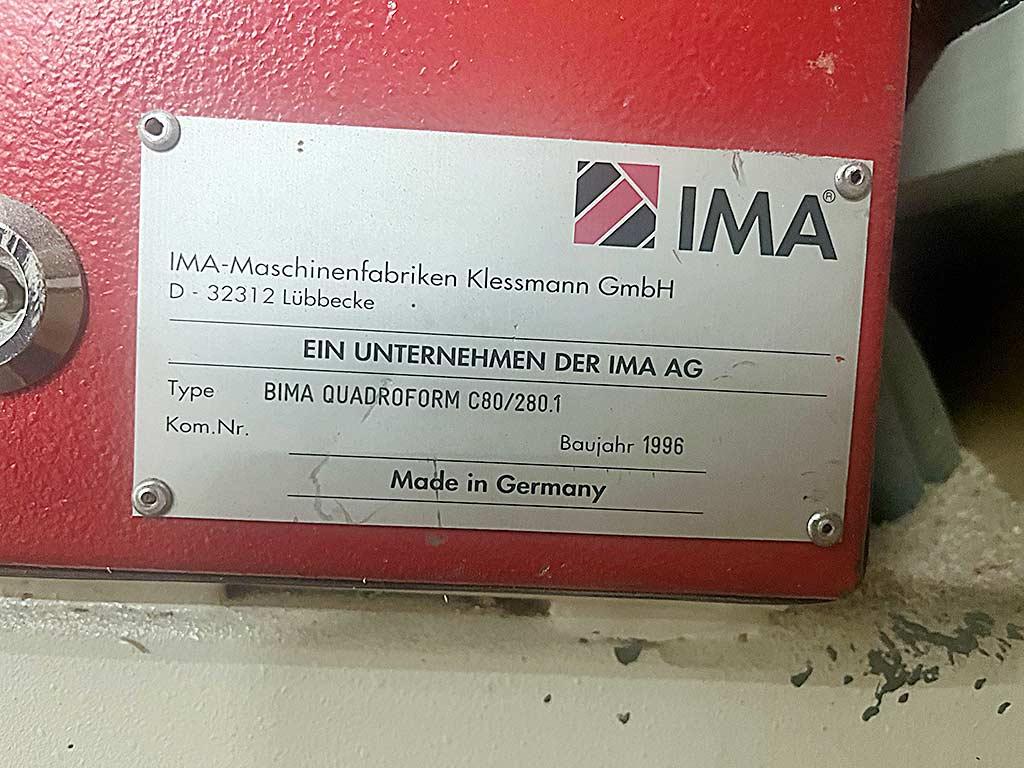 IMA®
IMA-Maschinenfabriken Klessmann GmbH
D - 32312 Lübbecke
EIN UNTERNEHMEN DER IMA AG
Type BIMA QUADROFORM C80/280.1
Kom.Nr.
Baujahr 1996
Made in Germany